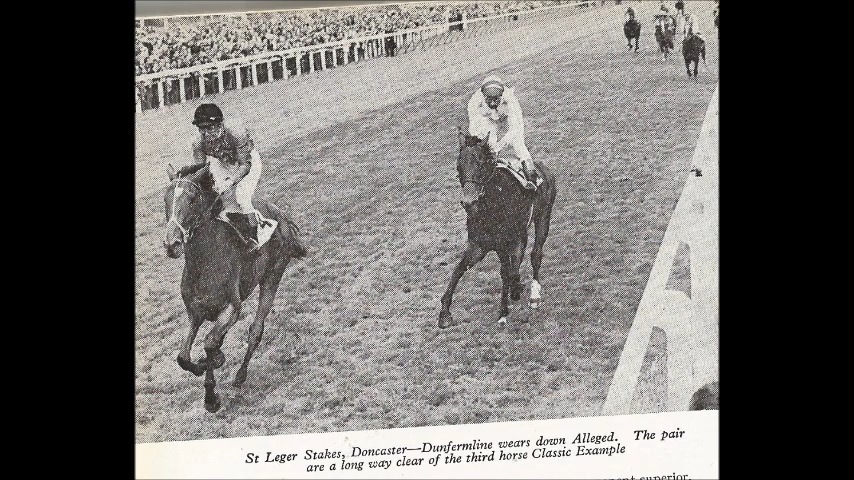 St Leger Stakes, Doncaster—Dunfermline wears down Alleged. The pair
are a long way clear of the third horse Classic Example
superior.